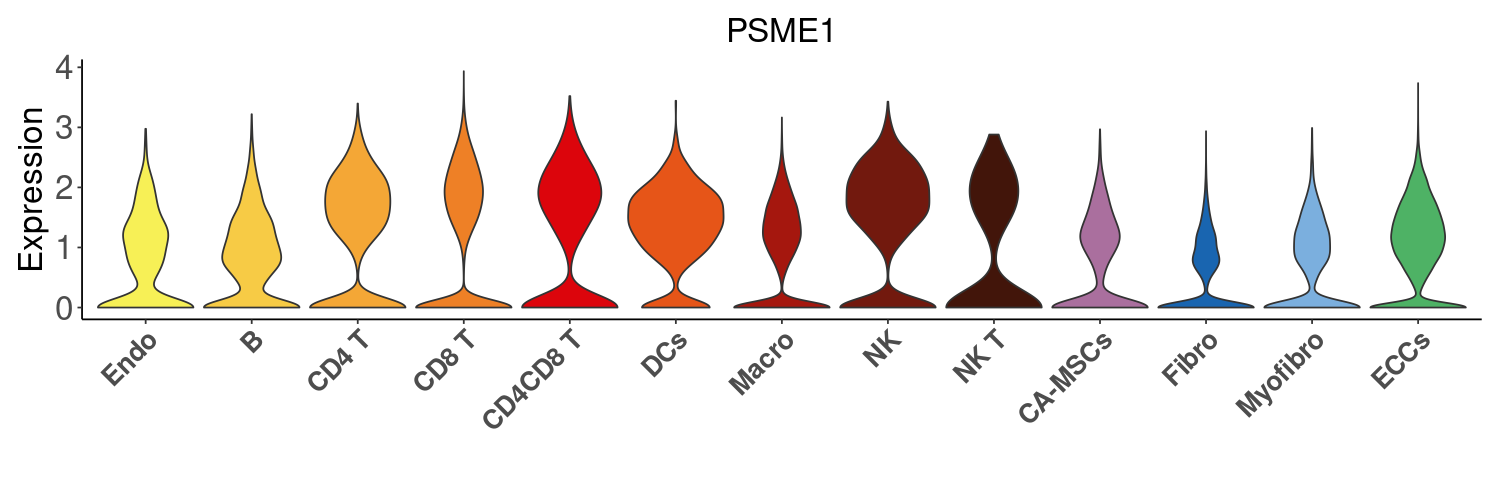 PSME1
Expression
4
3
2
1
0
Endo
B
CD4 T
CD8 T
CD4CD8 T
DCs
Macro
NK
NK T
CA-MSCs
Fibro
Myofibro
ECCs